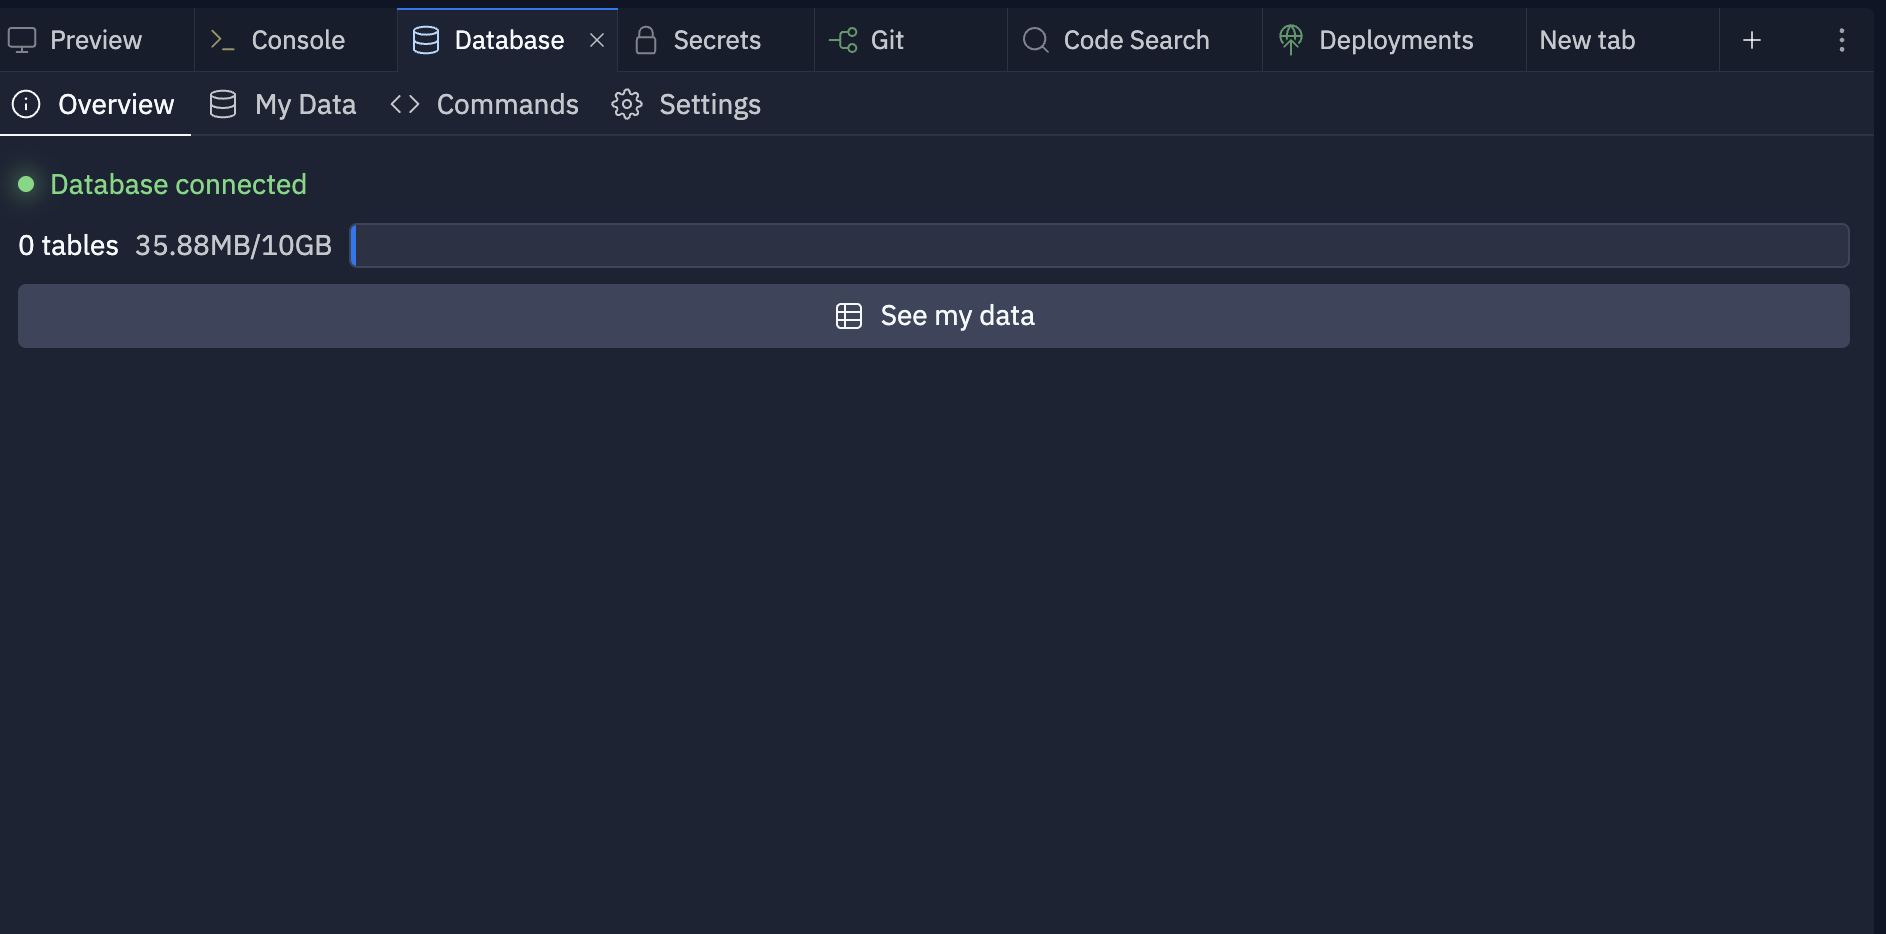 Preview Console Database Secrets Git Code Search Deployments New tab
Overview My Data Commands Settings
Database connected
0 tables 35.88MB/10GB
See my data